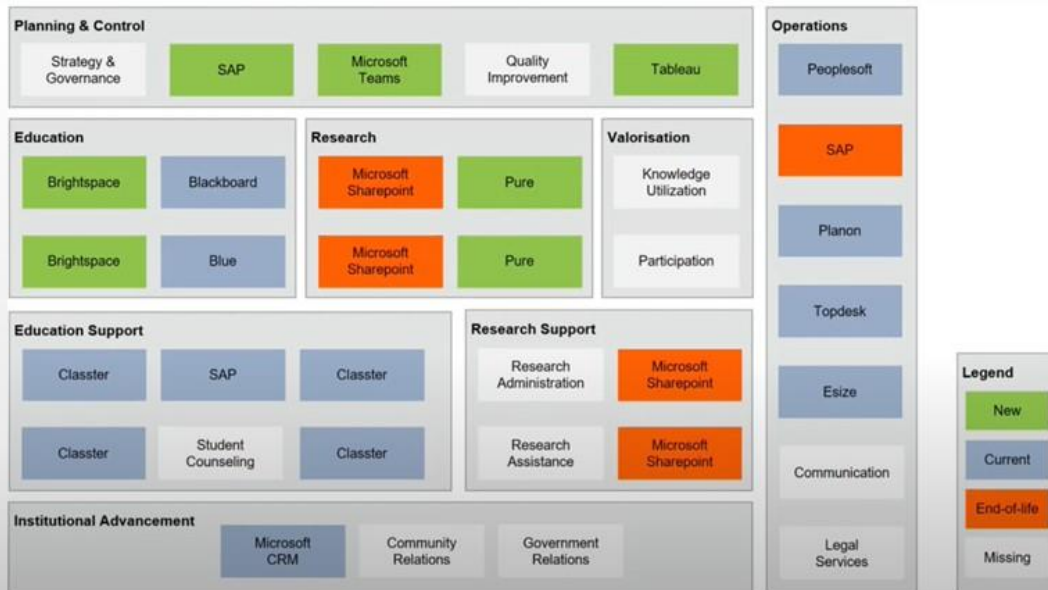 Planning & Control
Strategy &
Governance
SAP
Microsoft
Teams
Quality
Improvement
Tableau
Operations
Peoplesoft
SAP
Planon
Topdesk
Esize
Communication
Legal
Services
Education
Brightspace
Blackboard
Brightspace
Blue
Research
Microsoft
Sharepoint
Pure
Microsoft
Sharepoint
Pure
Valorisation
Knowledge
Utilization
Participation
Education Support
Classter
SAP
Classter
Classter
Student
Counseling
Classter
Research Support
Research
Administration
Microsoft
Sharepoint
Research
Assistance
Microsoft
Sharepoint
Institutional Advancement
Microsoft
CRM
Community
Relations
Government
Relations
Legend
New
Current
End-of-life
Missing